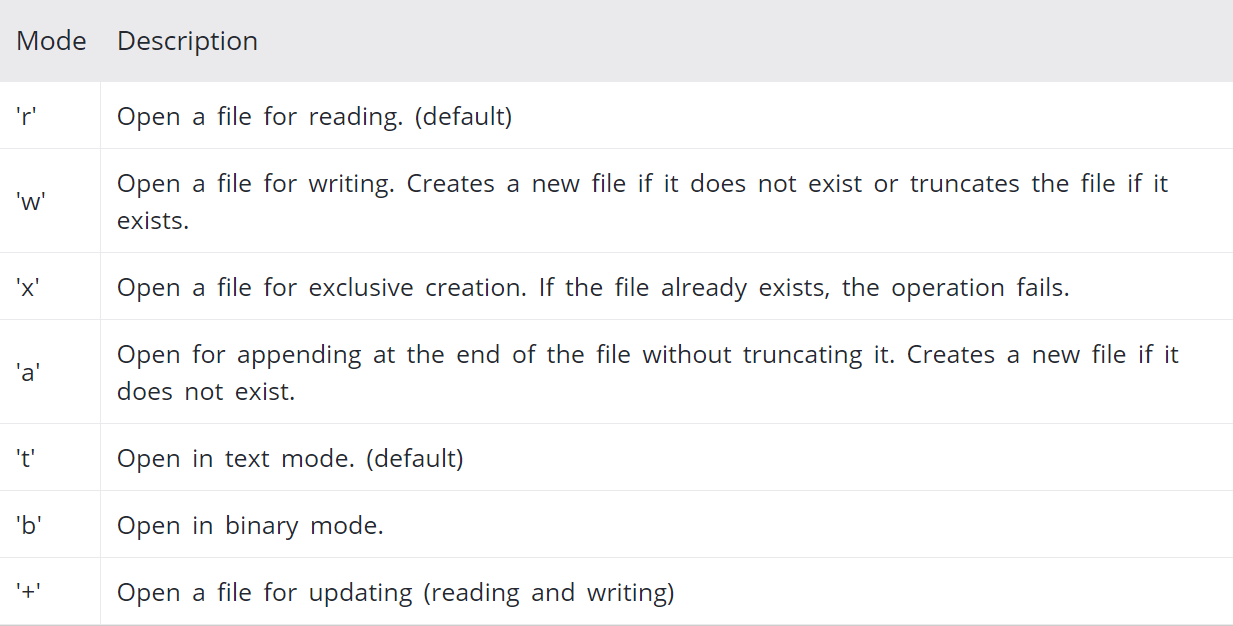 Mode Description
'r' Open a file for reading. (default)
'w' Open a file for writing. Creates a new file if it does not exist or truncates the file if it
exists.
'x' Open a file for exclusive creation. If the file already exists, the operation fails.
'a' Open for appending at the end of the file without truncating it. Creates a new file if it
does not exist.
't' Open in text mode. (default)
'b' Open in binary mode.
'+' Open a file for updating (reading and writing)